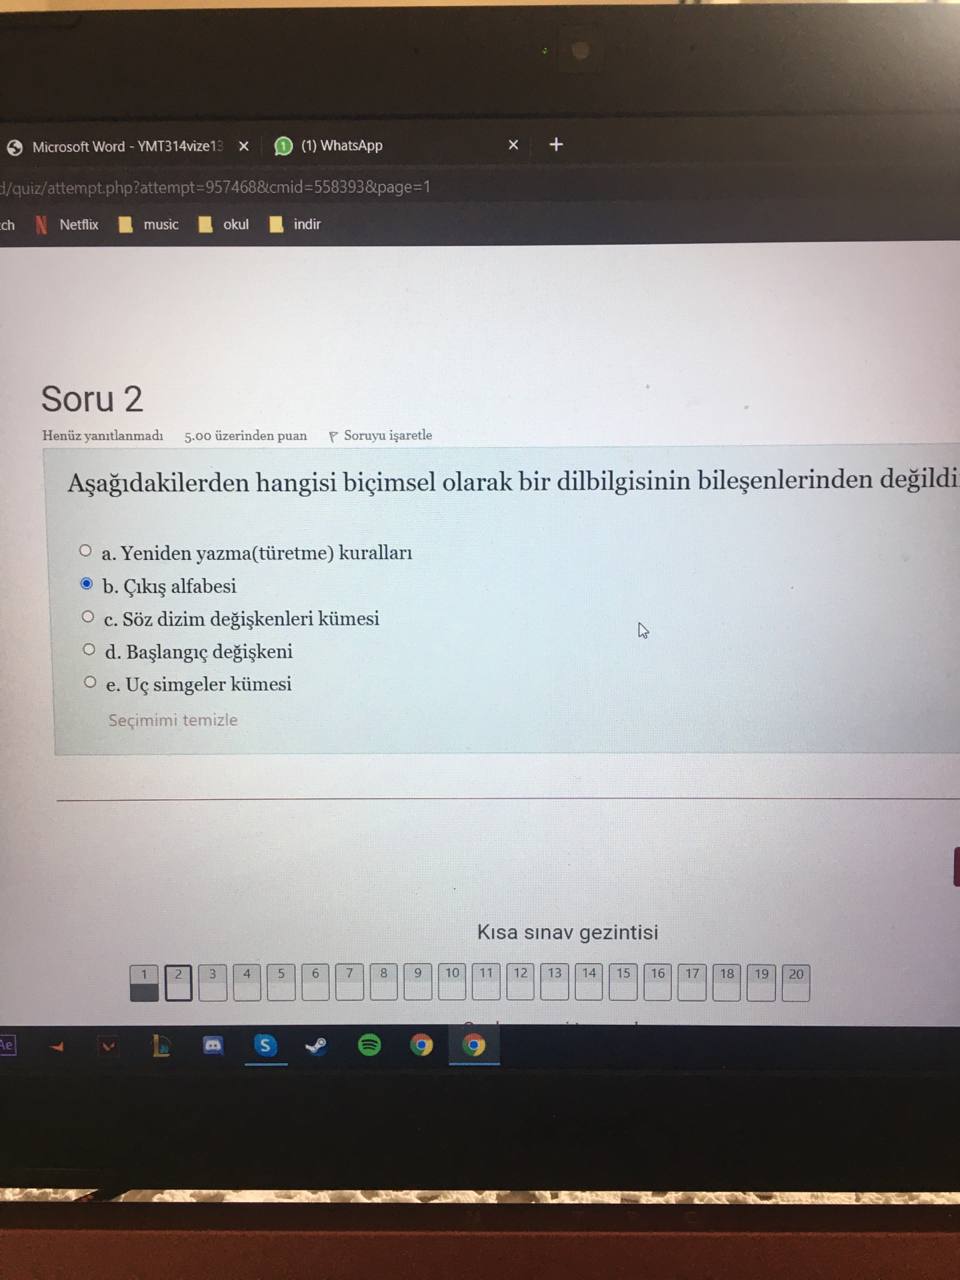 Microsoft Word - YMT314vize13
(1) WhatsApp
d/quiz/attempt.php?attempt=957468&cmid=558393&page=1
ch
Netflix
music
okul
indir
Soru 2
Henüz yanıtlanmadı 5.00 üzerinden puan Soruyu işaretle
Aşağıdakilerden hangisi biçimsel olarak bir dilbilgisinin bileşenlerinden değildi
a. Yeniden yazma(türetme) kuralları
b. Çıkış alfabesi
c. Söz dizim değişkenleri kümesi
d. Başlangıç değişkeni
e. Uç simgeler kümesi
Seçimimi temizle
Kısa sınav gezintisi
1 2 3 4 5 6 7 8 9 10 11 12 13 14 15 16 17 18 19 20
Ae